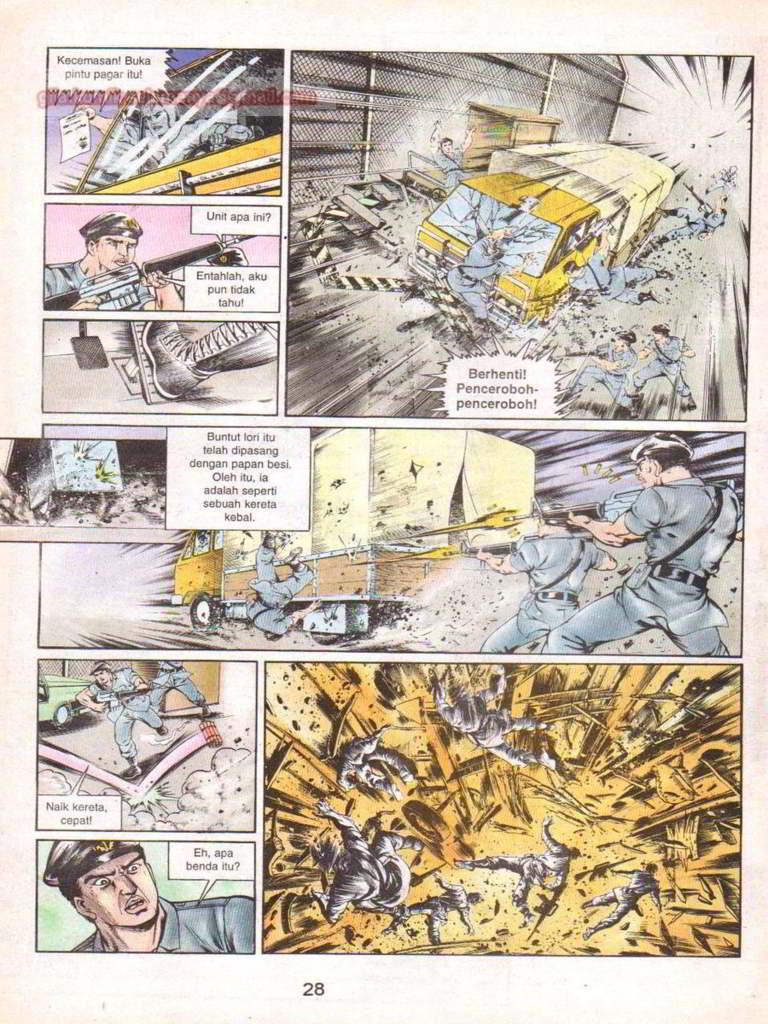 Kecemasan! Buka
pintu pagar itu!
Unit apa ini?
Entahlah, aku
pun tidak
tahu!
Berhenti!
Penceroboh-
penceroboh!
Buntut lori itu
telah dipasang
dengan papan besi.
Oleh itu, ia
adalah seperti
sebuah kereta
kebal.
Naik kereta,
cepat!
Eh, apa
benda itu?
28